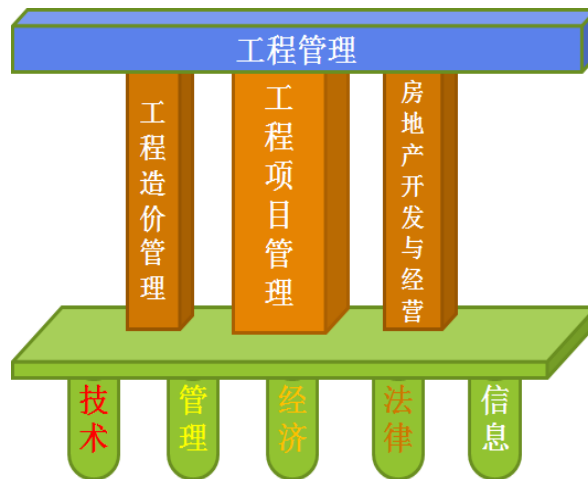 工程管理
工程造价管理
工程项目管理
房地产开发与经营
技术
管理
经济
法律
信息